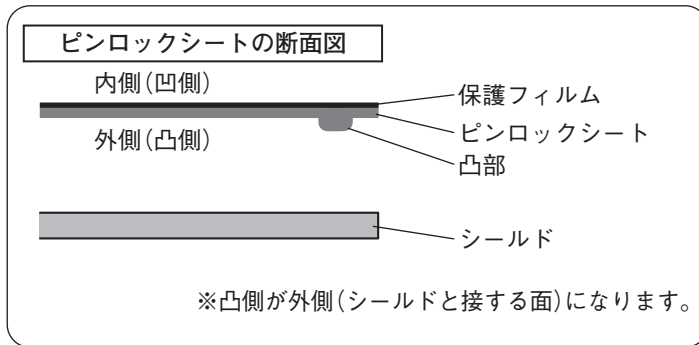 ピンロックシートの断面図
内側(凹側)
保護フィルム
ピンロックシート
外側(凸側)
凸部
シールド
※凸側が外側(シールドと接する面)になります。